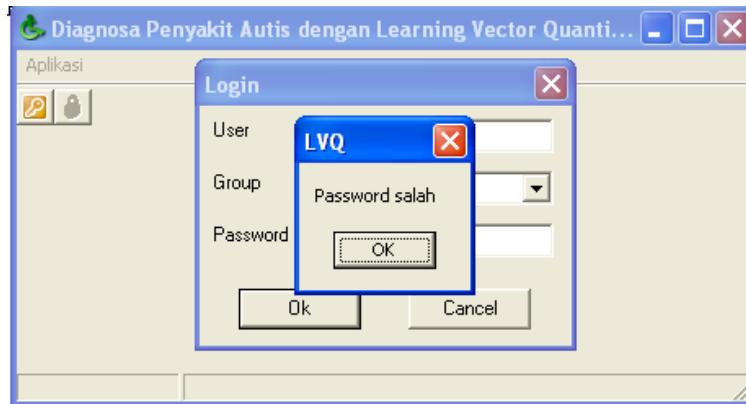 Diagnosa Penyakit Autis dengan Learning Vector Quanti...
Aplikasi
Login
User
LVQ
Group
Password salah
Password
OK
Ok
Cancel